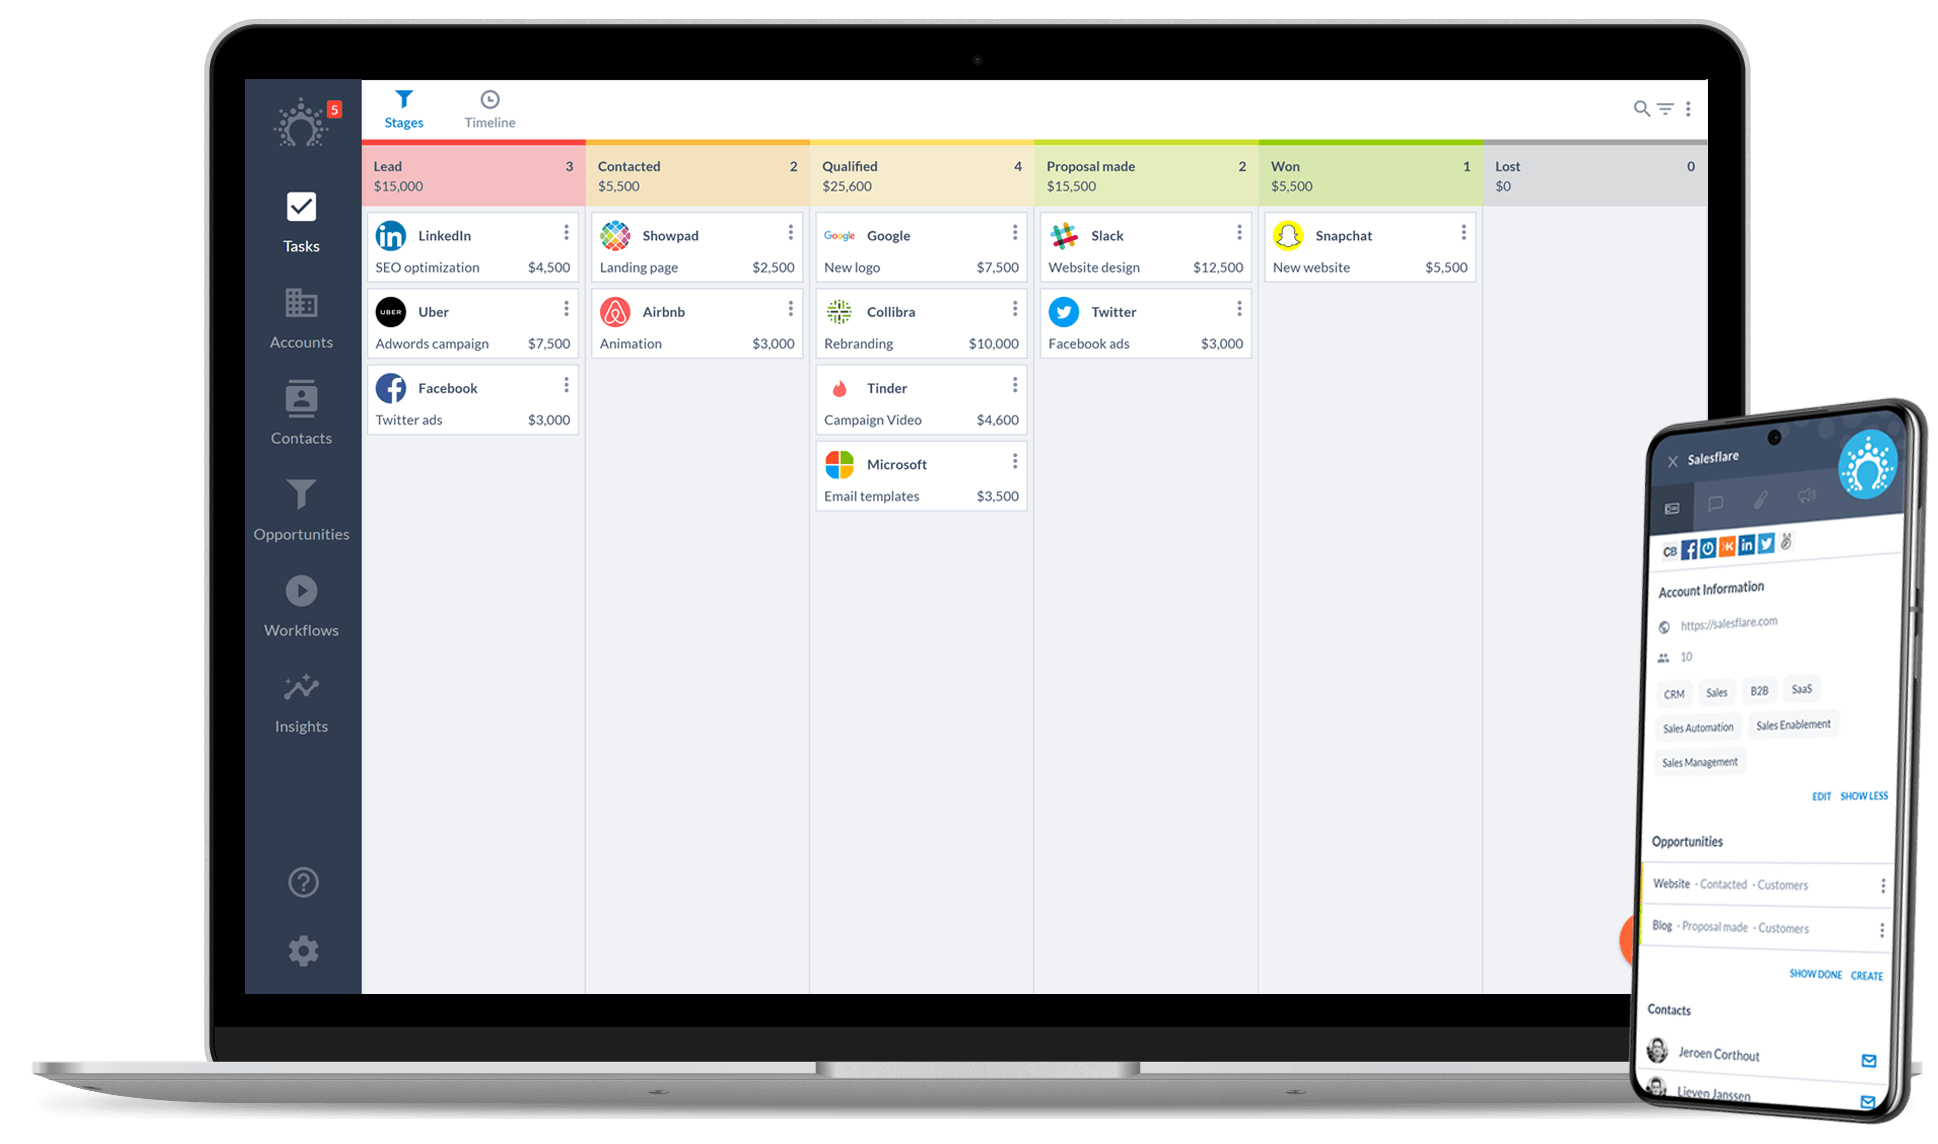 5
Tasks
Accounts
Contacts
Opportunities
Workflows
Insights
Stages
Timeline
Lead 3
$15,000
LinkedIn
SEO optimization $4,500
UBER Uber
Adwords campaign $7,500
Facebook
Twitter ads $3,000
Contacted 2
$5,500
Showpad
Landing page $2,500
Airbnb
Animation $3,000
Qualified 4
$25,600
Google Google
New logo $7,500
Collibra
Rebranding $10,000
Tinder
Campaign Video $4,600
Microsoft
Email templates $3,500
Proposal made 2
$15,500
Slack
Website design $12,500
Twitter
Facebook ads $3,000
Won 1
$5,500
Snapchat
New website $5,500
Lost 0
$0
Salesflare
CB
Account Information
https://salesflare.com
10
CRM Sales B2B SaaS
Sales Automation Sales Enablement
Sales Management
EDIT SHOW LESS
Opportunities
Website - Contacted - Customers
Blog - Proposal made - Customers
SHOW DONE CREATE
Contacts
Jeroen Corthout
Lieven Janssen